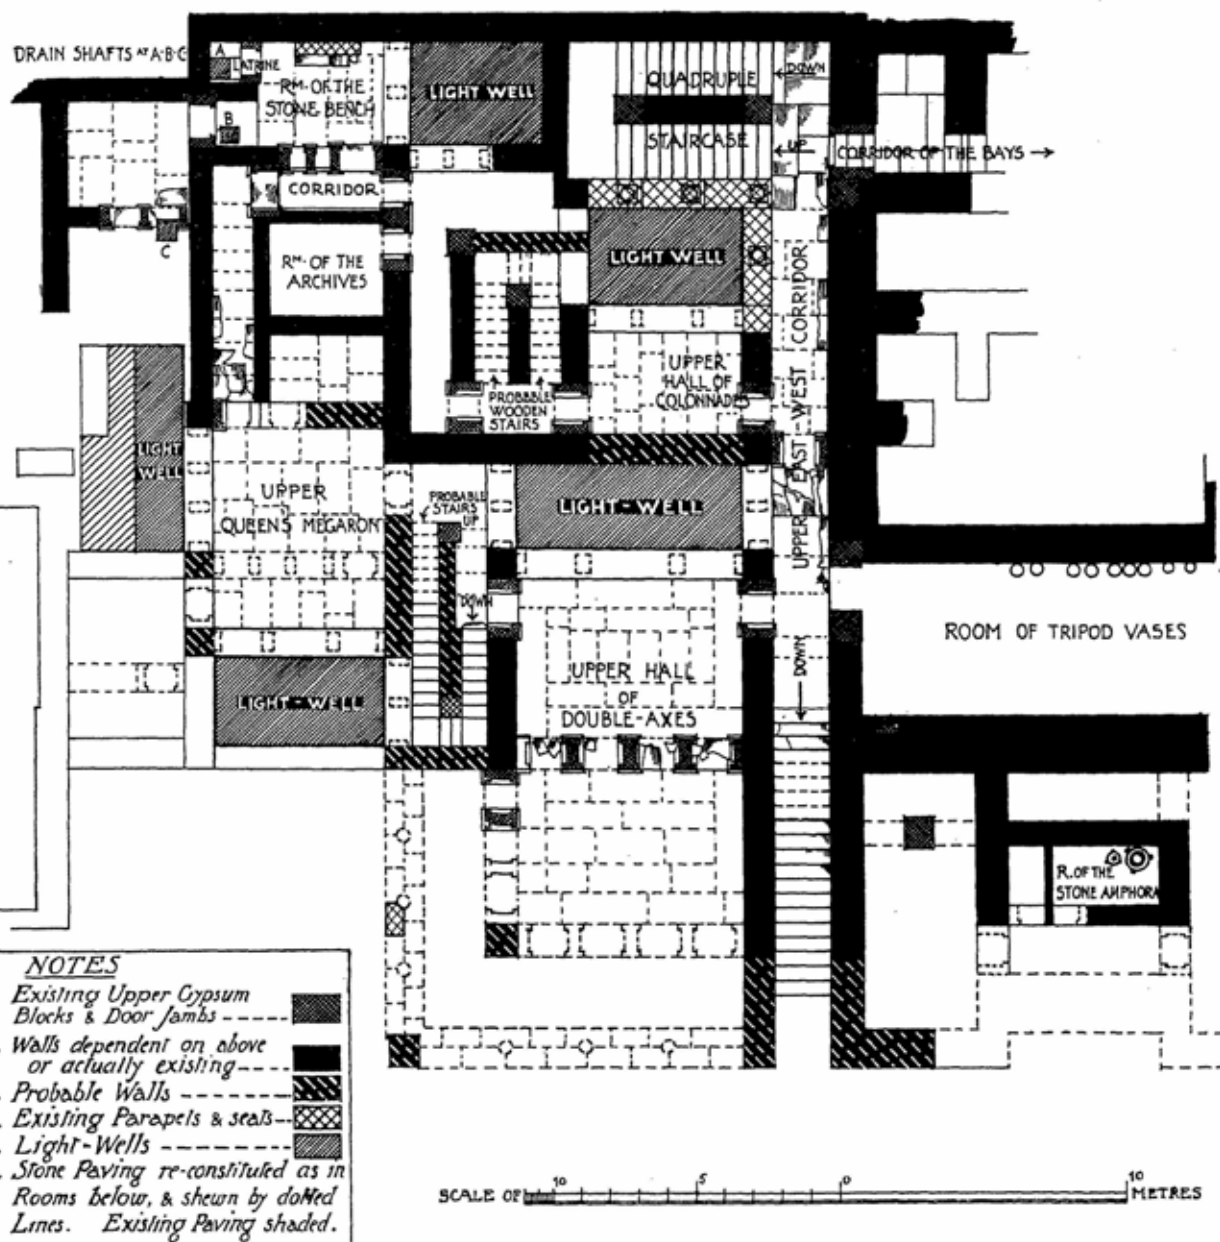 DRAIN SHAFTS AT A·B·C
A
LATRINE
RM. OF THE
STONE BENCH
B
LIGHT WELL
QUADRUPLE
STAIRCASE
DOWN
UP
CORRIDOR OF THE BAYS
CORRIDOR
C
RM. OF THE
ARCHIVES
LIGHT WELL
UPPER EAST-WEST CORRIDOR
UPPER
HALL OF
COLONNADES
PROBBBLE
WOODEN
STAIRS
LIGHT
WELL
UPPER
QUEENS MEGARON
PROBABLE
STAIRS
UP
DOWN
LIGHT-WELL
ROOM OF TRIPOD VASES
UPPER HALL
OF
DOUBLE-AXES
DOWN
LIGHT-WELL
R. OF THE
STONE AMPHORA
NOTES
Existing Upper Gypsum
Blocks & Door Jambs
Walls dependent on above
or actually existing
Probable Walls
Existing Parapets & seats
Light-Wells
Stone Paving re-constituted as in
Rooms below, & shewn by dotted
Lines. Existing Paving shaded.
10 5 0 10
SCALE OF METRES